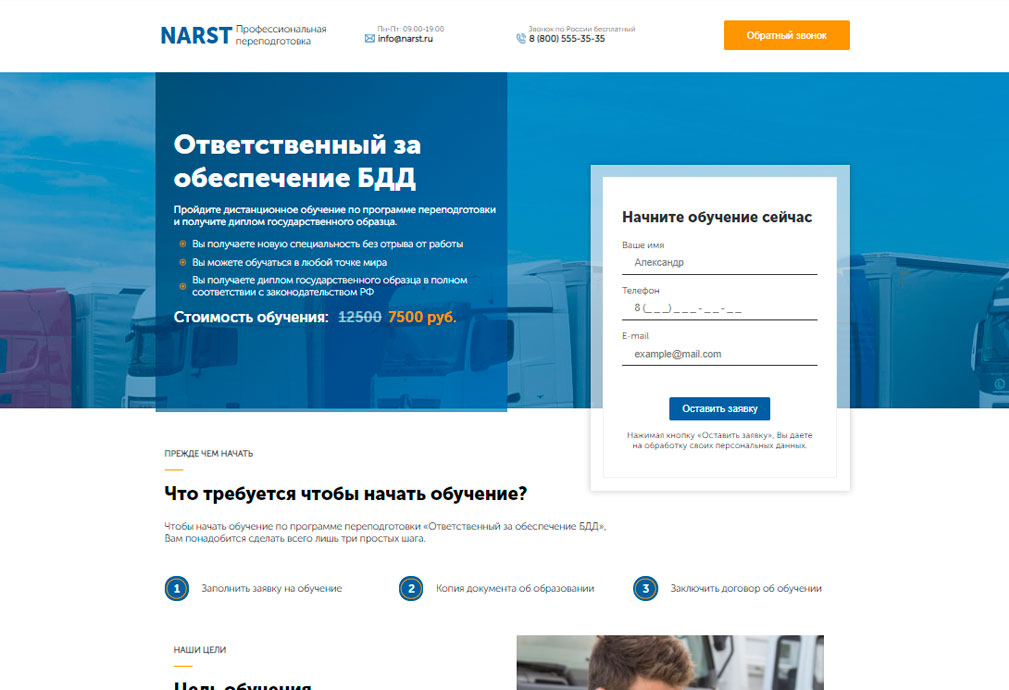 NARST
Профессиональная
переподготовка
Пн-Пт: 09.00-19.00
info@narst.ru
Звонок по России бесплатный
8 (800) 555-35-35
Обратный звонок
Ответственный за
обеспечение БДД
Пройдите дистанционное обучение по программе переподготовки
и получите диплом государственного образца.
Вы получаете новую специальность без отрыва от работы
Вы можете обучаться в любой точке мира
Вы получаете диплом государственного образца в полном
соответствии с законодательством РФ
Стоимость обучения: 12500 7500 руб.
Начните обучение сейчас
Ваше имя
Александр
Телефон
8 (_ _ _) _ _ _ - _ _ - _ _
E-mail
example@mail.com
Оставить заявку
Нажимая кнопку «Оставить заявку», Вы даете
на обработку своих персональных данных.
ПРЕЖДЕ ЧЕМ НАЧАТЬ
Что требуется чтобы начать обучение?
Чтобы начать обучение по программе переподготовки «Ответственный за обеспечение БДД»,
Вам понадобится сделать всего лишь три простых шага.
1 Заполнить заявку на обучение
2 Копия документа об образовании
3 Заключить договор об обучении
НАШИ ЦЕЛИ
Цель обучения